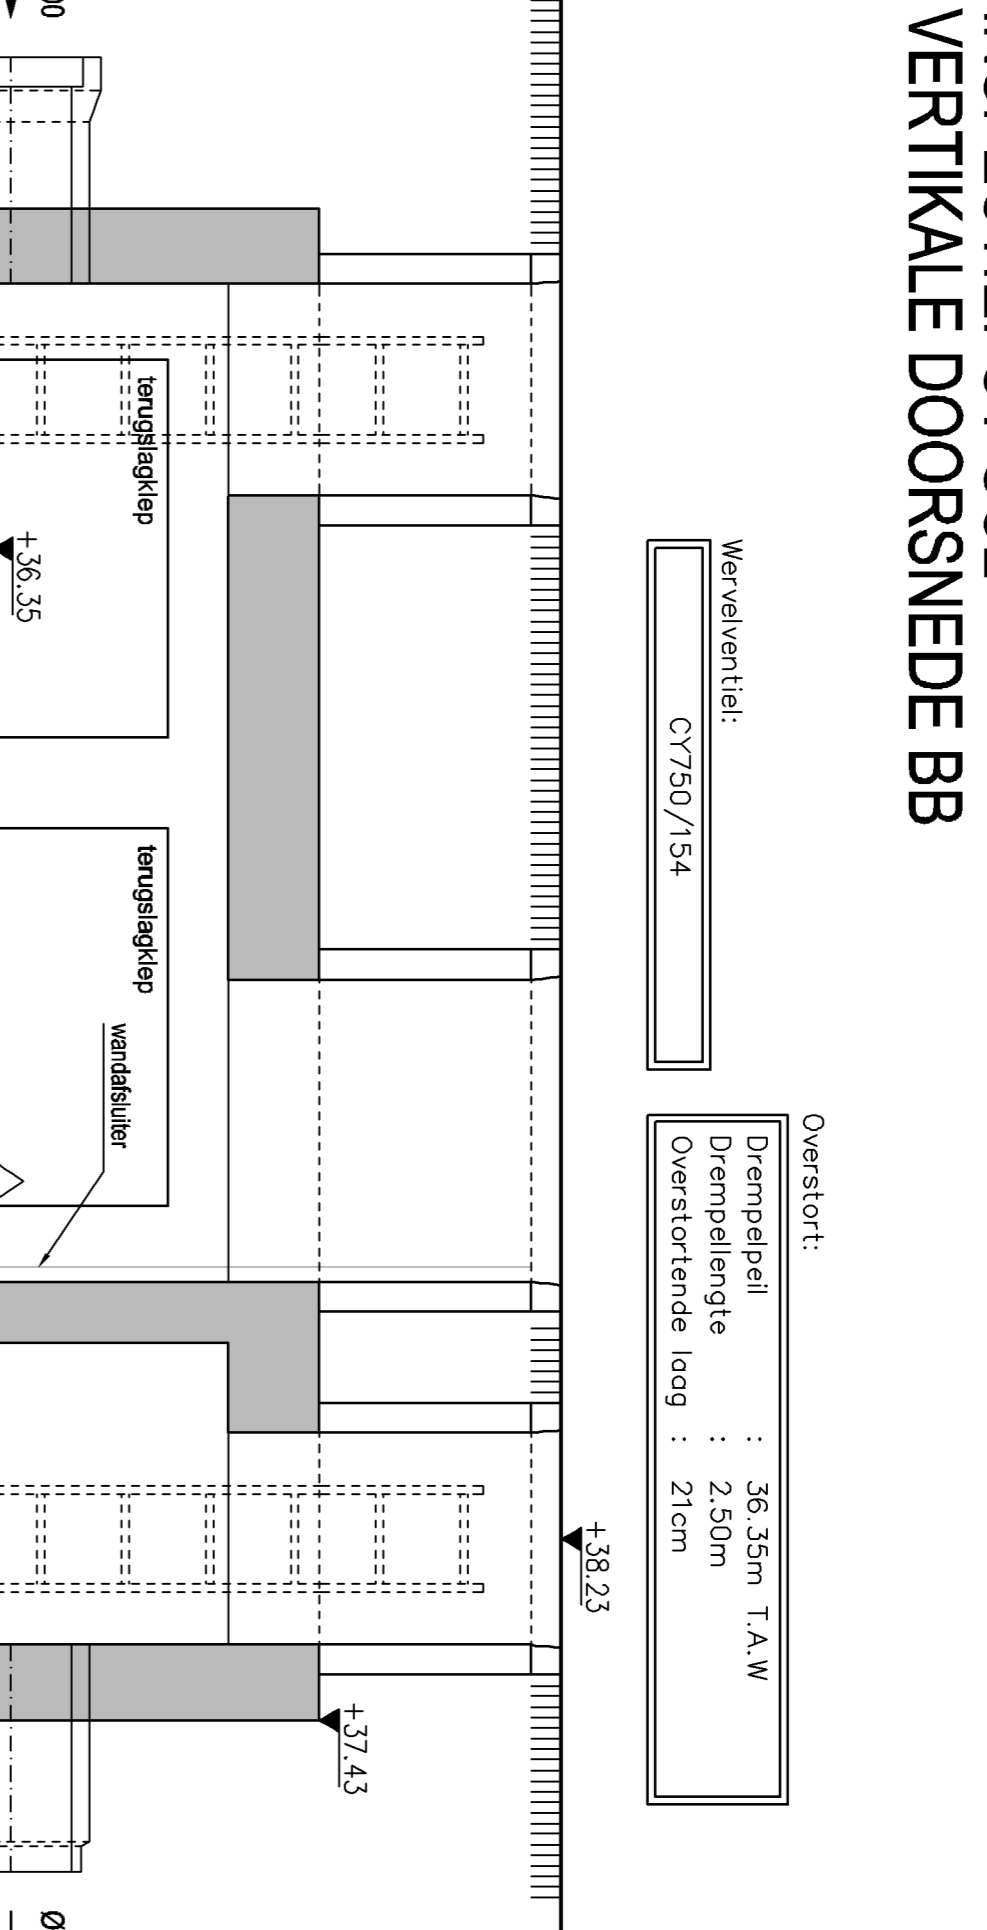 VERTIKALE DOORSNEDE BB
Wervelventiel:
CY750/154
Overstort:
Drempelpeil : 36.35m T.A.W
Drempellengte : 2.50m
Overstortende laag : 21cm
+38.23
+37.43
terugslagklep
terugslagklep
wandafsluiter
+36.35
00
Ø